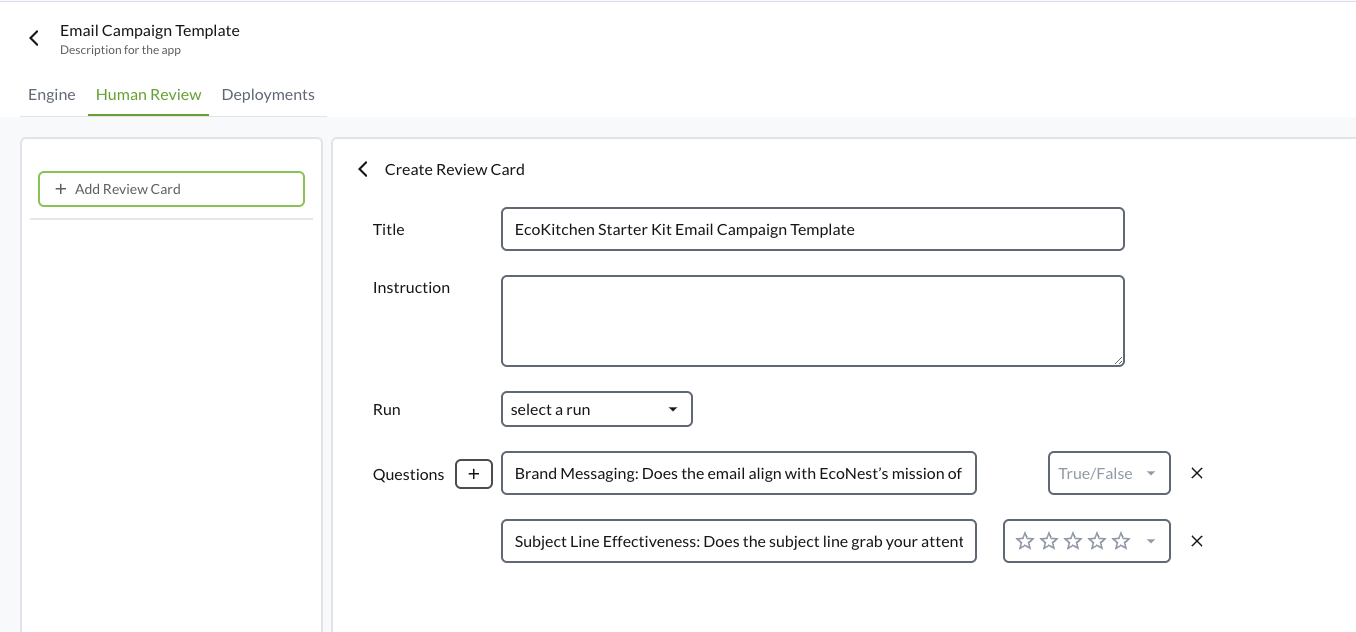 Email Campaign Template
Description for the app
Engine Human Review Deployments
+ Add Review Card
Create Review Card
Title EcoKitchen Starter Kit Email Campaign Template
Instruction
Run select a run
Questions + Brand Messaging: Does the email align with EcoNest’s mission of True/False
Subject Line Effectiveness: Does the subject line grab your attent